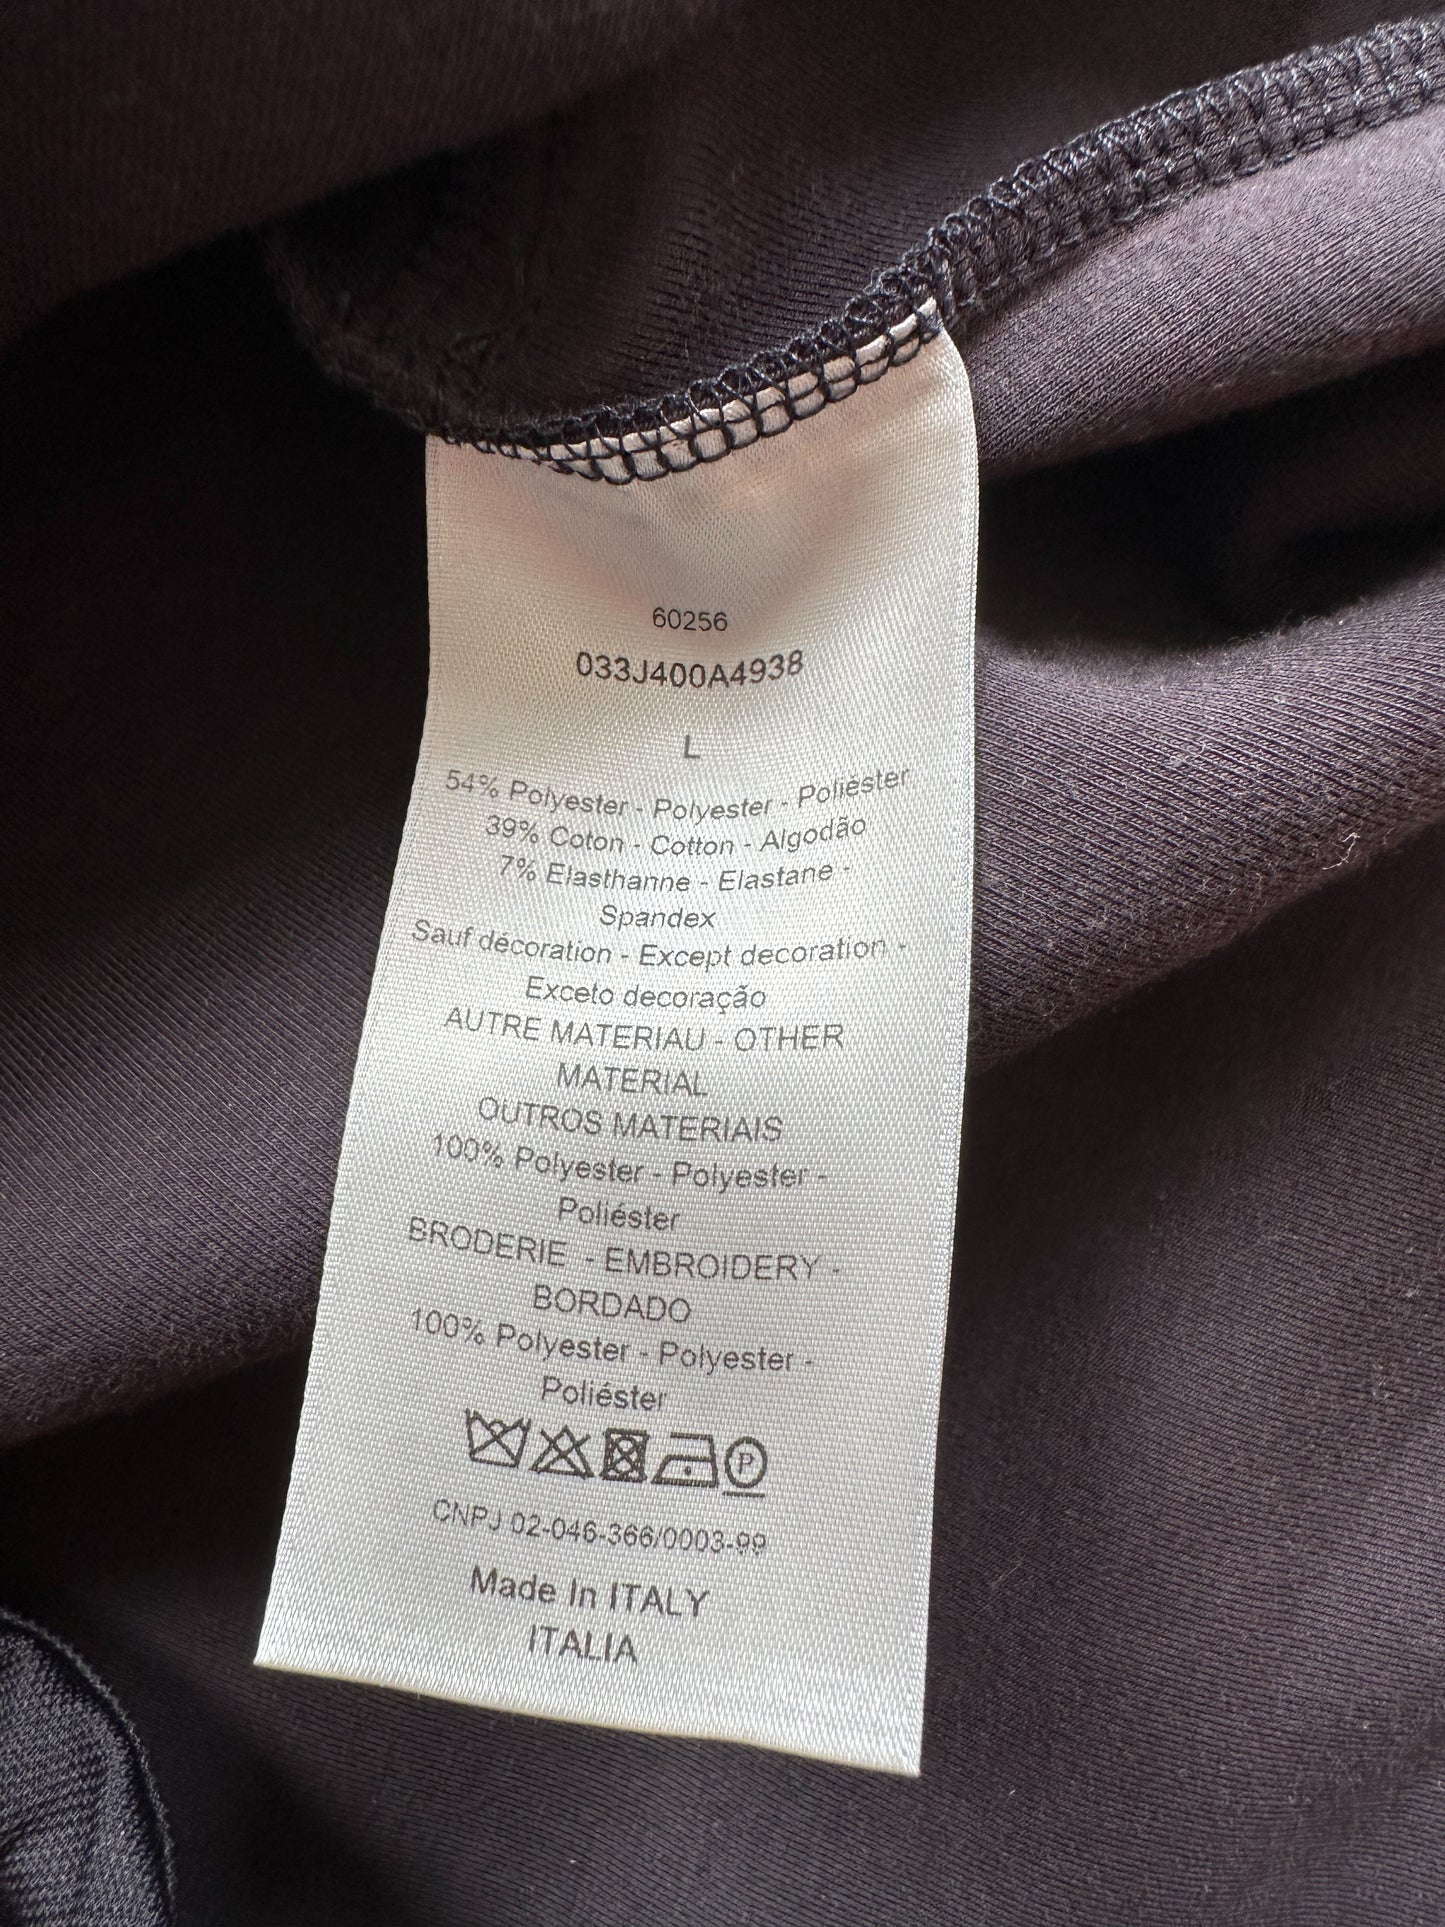 60256
033J400A4938
L
54% Polyester - Polyester - Poliéster
39% Coton - Cotton - Algodão
7% Elasthanne - Elastane -
Spandex
Sauf décoration - Except decoration -
Exceto decoração
AUTRE MATERIAU - OTHER
MATERIAL
OUTROS MATERIAIS
100% Polyester - Polyester -
Poliéster
BRODERIE - EMBROIDERY -
BORDADO
100% Polyester - Polyester -
Poliéster
P
CNPJ 02-046-366/0003-99
Made In ITALY
ITALIA